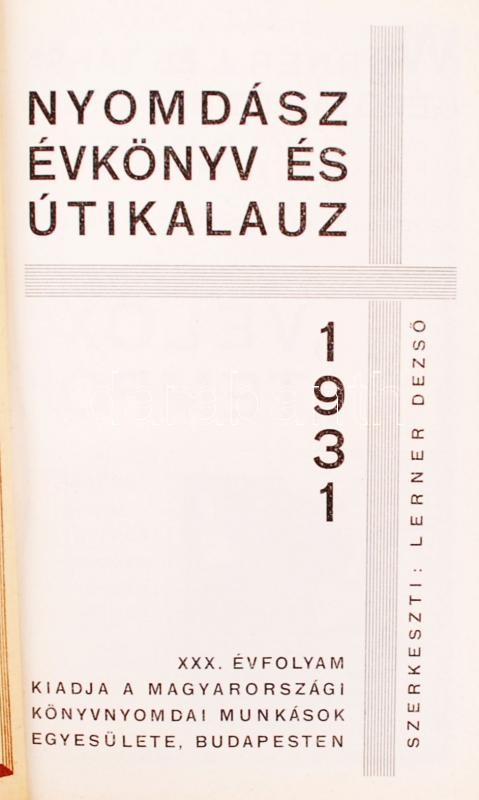 NYOMDÁSZ
ÉVKÖNYV ÉS
ÚTIKALAUZ
1
9
3
1
SZERKESZTI: LERNER DEZSŐ
XXX. ÉVFOLYAM
KIADJA A MAGYARORSZÁGI
KÖNYVNYOMDAI MUNKÁSOK
EGYESÜLETE, BUDAPESTEN